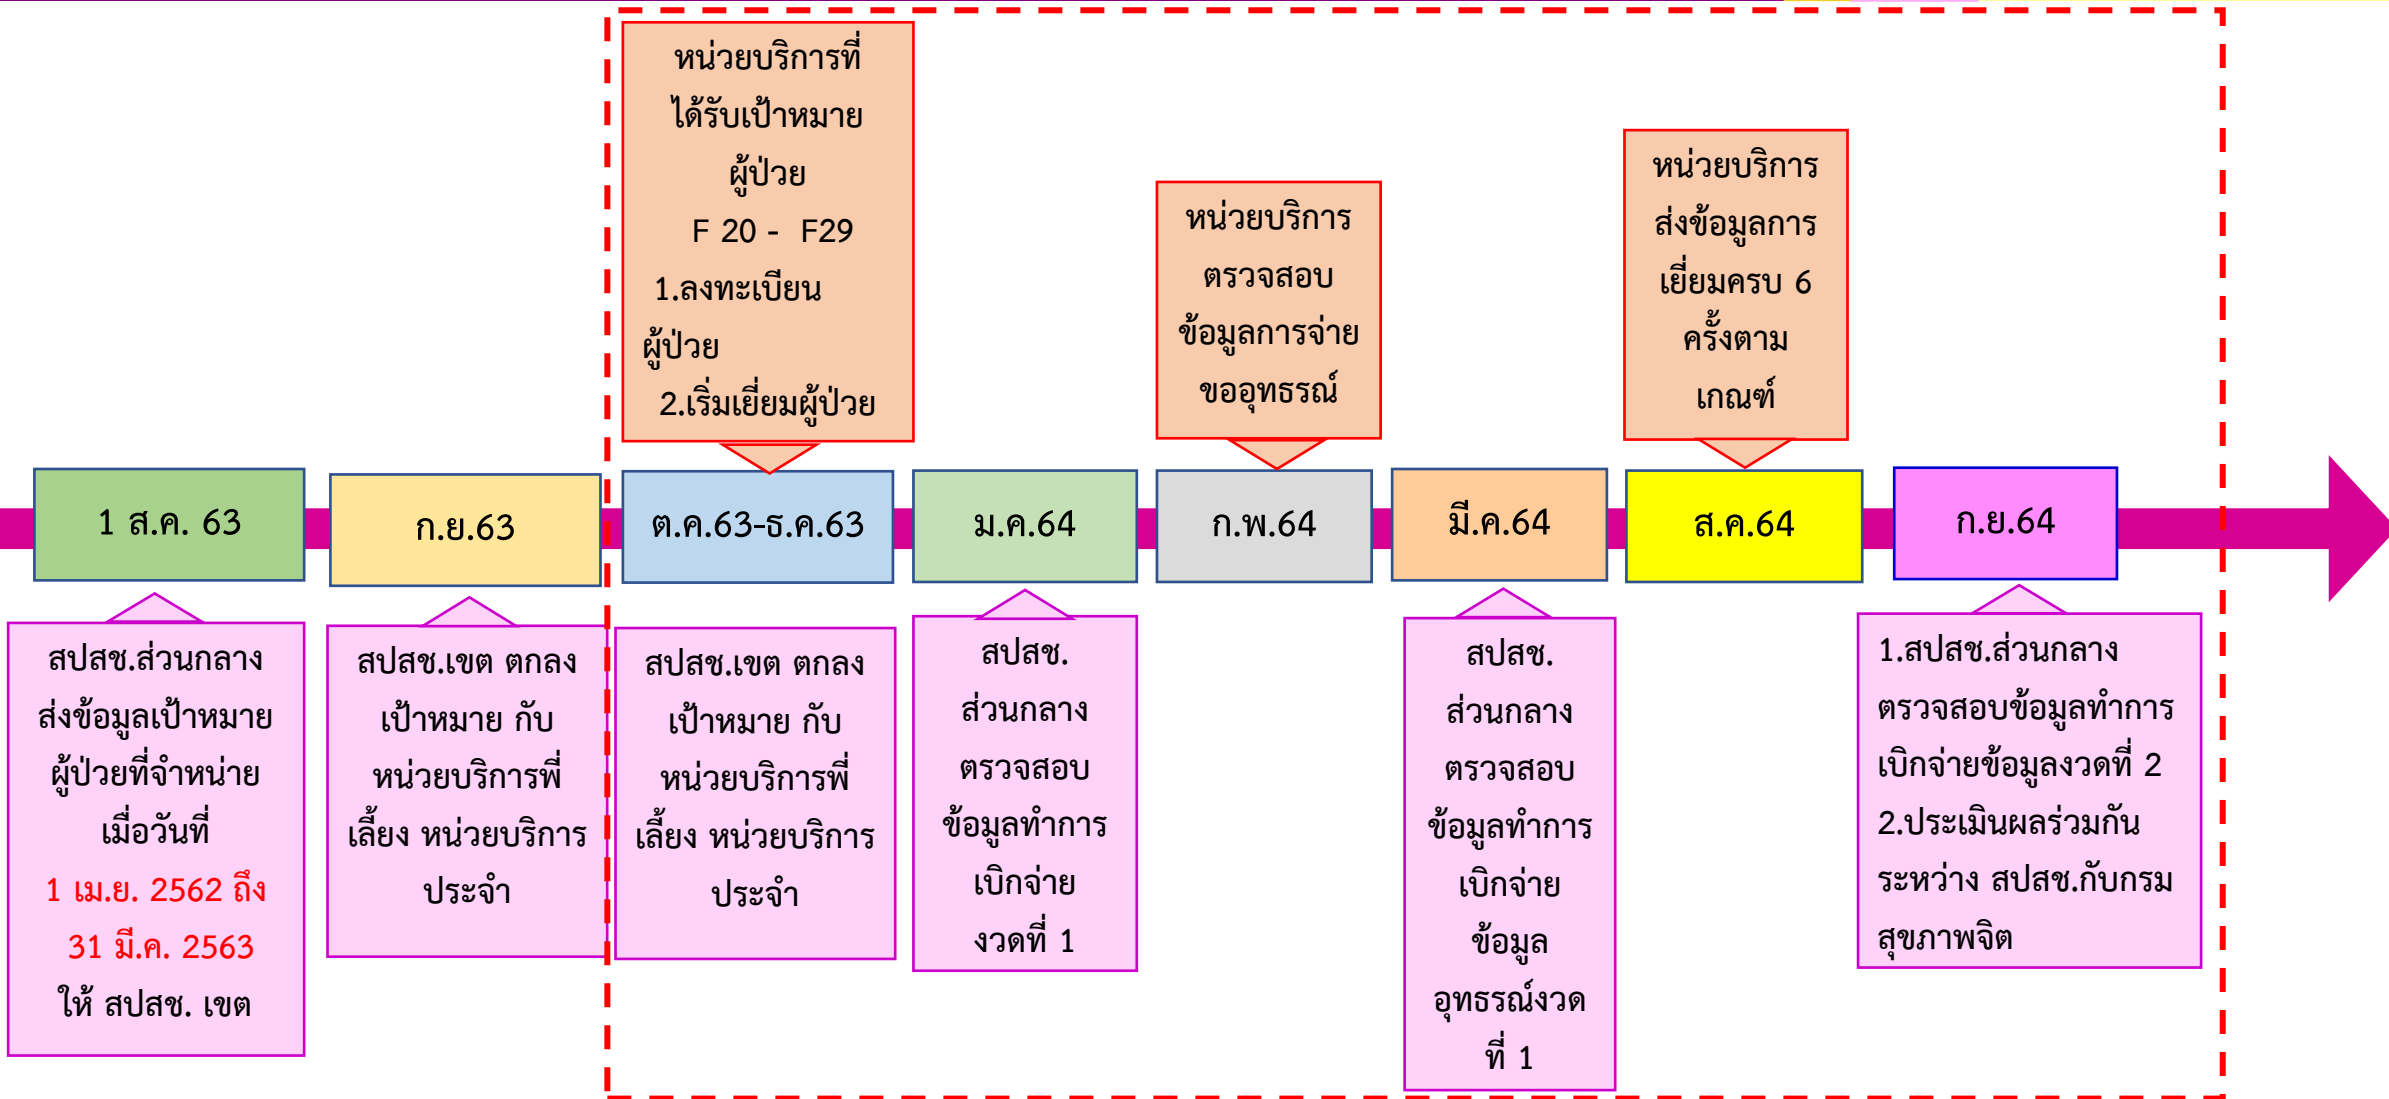 หน่วยบริการที่
ได้รับเป้าหมาย
ผู้ป่วย
F 20 - F29
1.ลงทะเบียน
ผู้ป่วย
2.เริ่มเยี่ยมผู้ป่วย
หน่วยบริการ
ตรวจสอบ
ข้อมูลการจ่าย
ขออุทธรณ์
หน่วยบริการ
ส่งข้อมูลการ
เยี่ยมครบ 6
ครั้งตาม
เกณฑ์
1 ส.ค. 63
ก.ย.63
ต.ค.63-ธ.ค.63
ม.ค.64
ก.พ.64
มี.ค.64
ส.ค.64
ก.ย.64
สปสช.ส่วนกลาง
ส่งข้อมูลเป้าหมาย
ผู้ป่วยที่จำหน่าย
เมื่อวันที่
1 เม.ย. 2562 ถึง
31 มี.ค. 2563
ให้ สปสช. เขต
สปสช.เขต ตกลง
เป้าหมาย กับ
หน่วยบริการพี่
เลี้ยง หน่วยบริการ
ประจำ
สปสช.เขต ตกลง
เป้าหมาย กับ
หน่วยบริการพี่
เลี้ยง หน่วยบริการ
ประจำ
สปสช.
ส่วนกลาง
ตรวจสอบ
ข้อมูลทำการ
เบิกจ่าย
งวดที่ 1
สปสช.
ส่วนกลาง
ตรวจสอบ
ข้อมูลทำการ
เบิกจ่าย
ข้อมูล
อุทธรณ์งวด
ที่ 1
1.สปสช.ส่วนกลาง
ตรวจสอบข้อมูลทำการ
เบิกจ่ายข้อมูลงวดที่ 2
2.ประเมินผลร่วมกัน
ระหว่าง สปสช.กับกรม
สุขภาพจิต